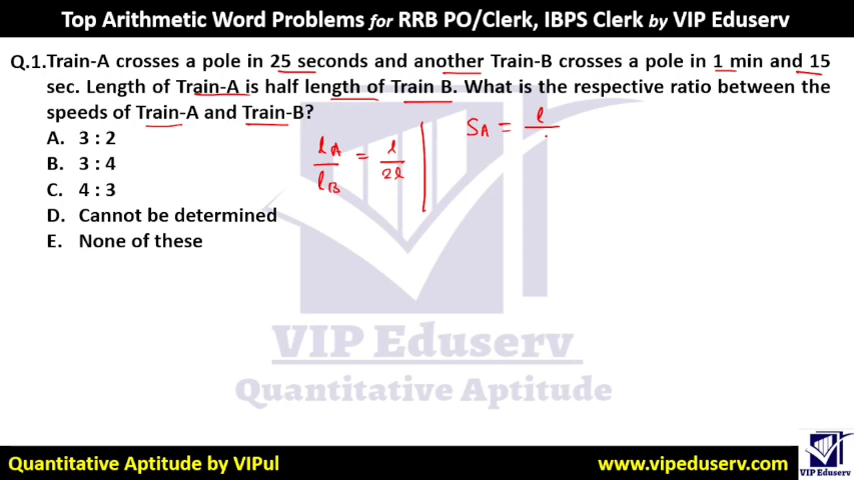 Top Arithmetic Word Problems for RRB PO/Clerk, IBPS Clerk by VIP Eduserv
Q.1. Train-A crosses a pole in 25 seconds and another Train-B crosses a pole in 1 min and 15
sec. Length of Train-A is half length of Train B. What is the respective ratio between the
speeds of Train-A and Train-B?
A. 3 : 2
B. 3 : 4
C. 4 : 3
D. Cannot be determined
E. None of these
lA/lB = l/2l
SA = l
VIP Eduserv
Quantitative Aptitude
Quantitative Aptitude by VIPul
www.vipeduserv.com
VIP Eduserv